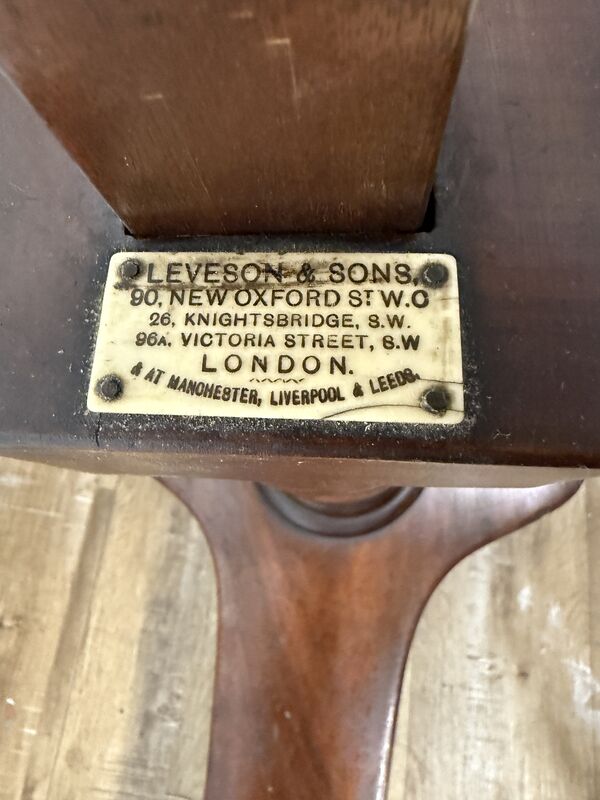 LEVESON & SONS,
90, NEW OXFORD ST W.C
26, KNIGHTSBRIDGE, S.W.
96A, VICTORIA STREET, S.W
LONDON.
& AT MANCHESTER, LIVERPOOL & LEEDS.